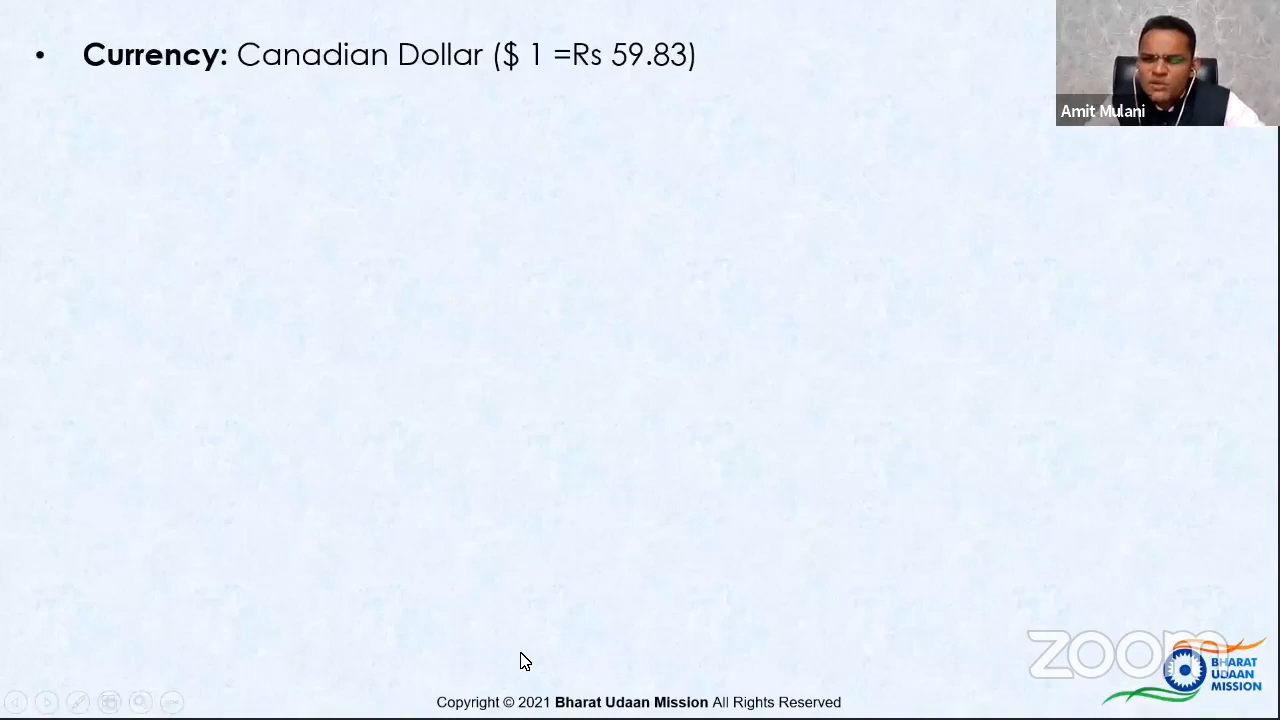 • Currency: Canadian Dollar ($ 1 =Rs 59.83)
Amit Mulani
zoom
BHARAT
UDAAN
MISSION
Copyright © 2021 Bharat Udaan Mission All Rights Reserved